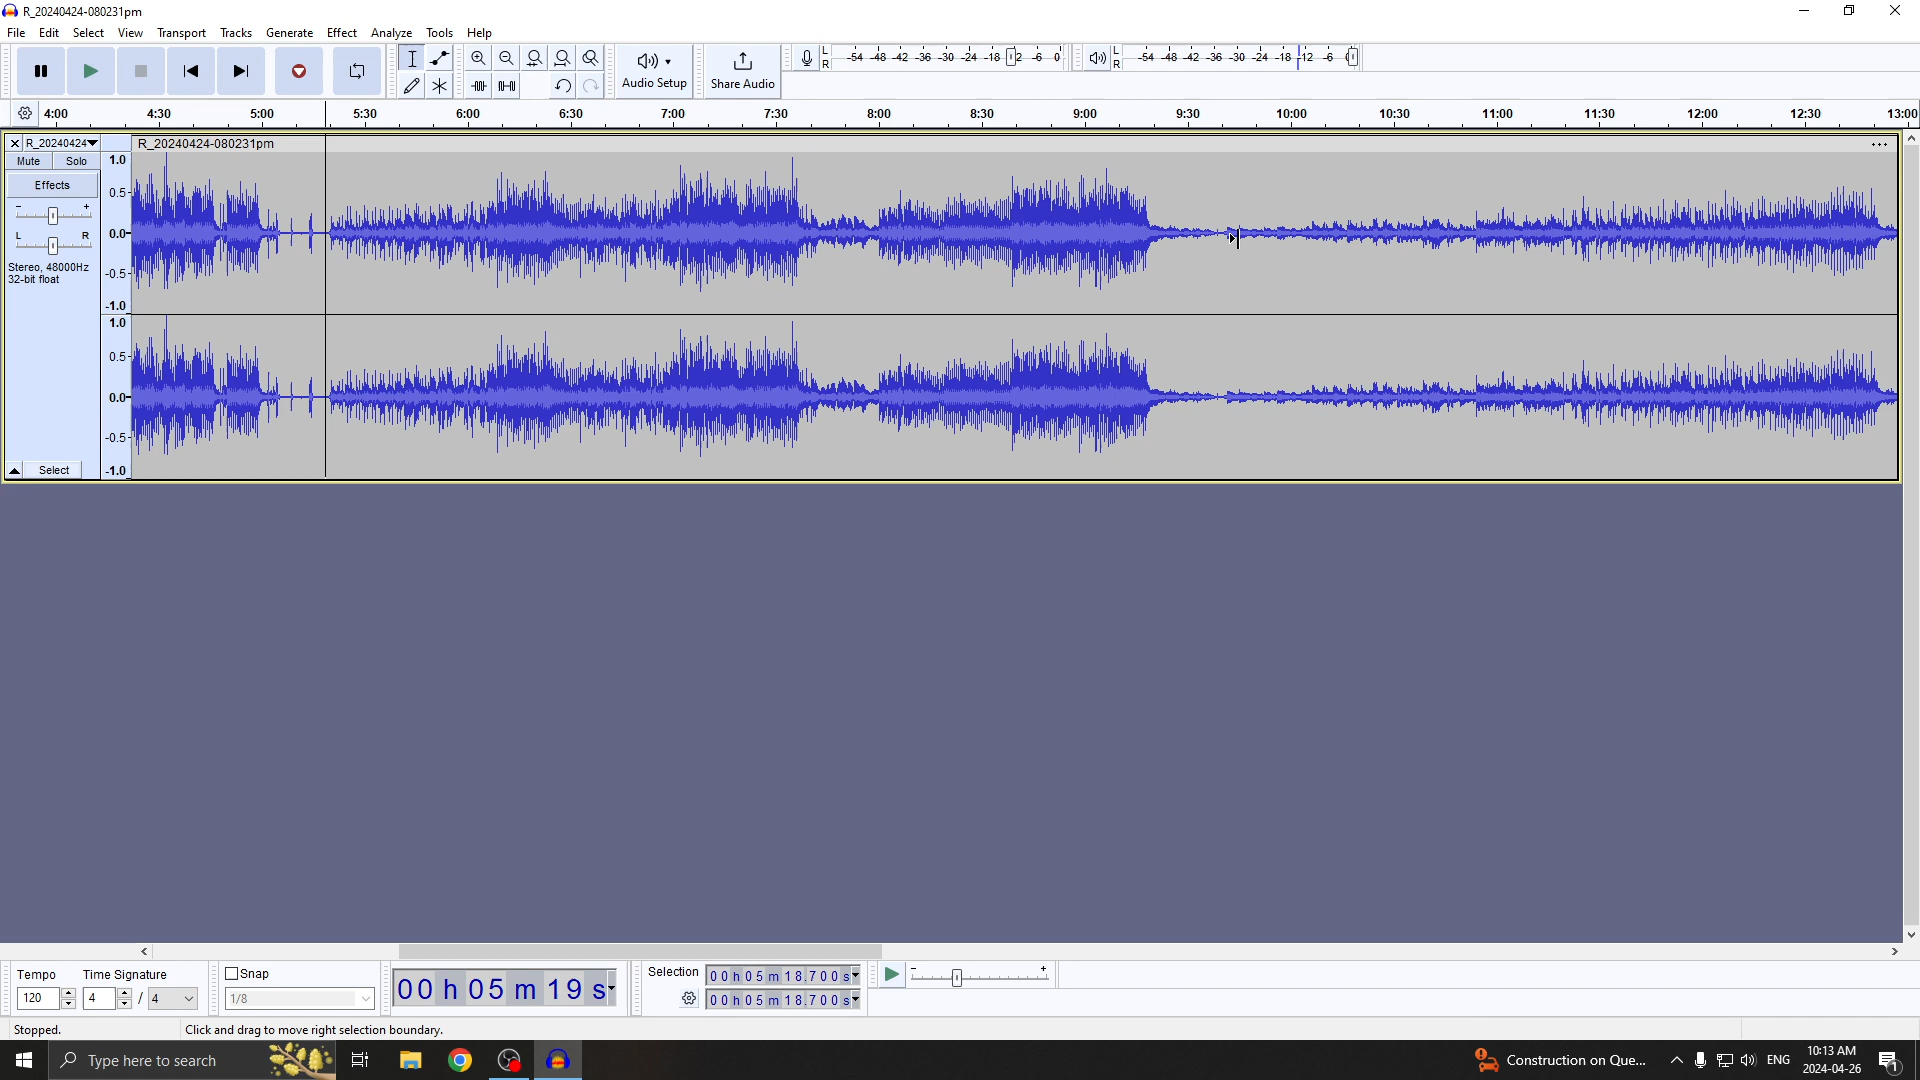 R_20240424-080231pm
File Edit Select View Transport Tracks Generate Effect Analyze Tools Help
Audio Setup
Share Audio
L
R
-54 -48 -42 -36 -30 -24 -18 -12 -6 0
L
R
-54 -48 -42 -36 -30 -24 -18 -12 -6 0
4:00 4:30 5:00 5:30 6:00 6:30 7:00 7:30 8:00 8:30 9:00 9:30 10:00 10:30 11:00 11:30 12:00 12:30 13:00
R_20240424
R_20240424-080231pm
Mute Solo
Effects
- +
L R
Stereo, 48000Hz
32-bit float
Select
1.0
0.5
0.0
-0.5
-1.0
1.0
0.5
0.0
-0.5
-1.0
Tempo Time Signature
120 4 / 4
Snap
1/8
00 h 05 m 19 s
Selection
00 h 05 m 18.700 s
00 h 05 m 18.700 s
- +
Stopped. Click and drag to move right selection boundary.
Type here to search
Construction on Que...
ENG
10:13 AM
2024-04-26
1